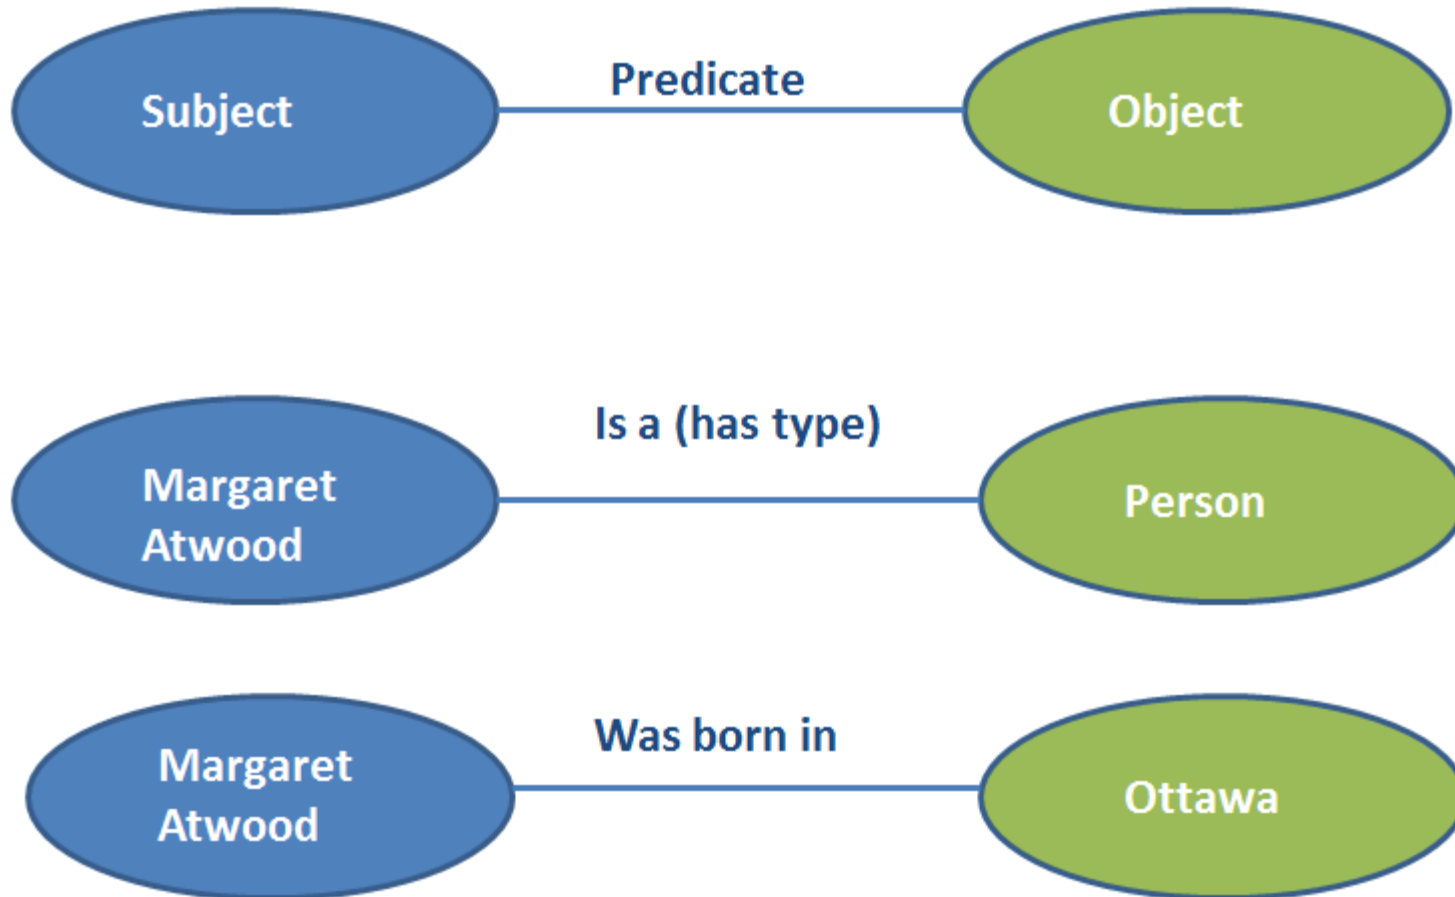 Subject
Predicate
Object
Is a (has type)
Margaret
Atwood
Person
Was born in
Margaret
Atwood
Ottawa